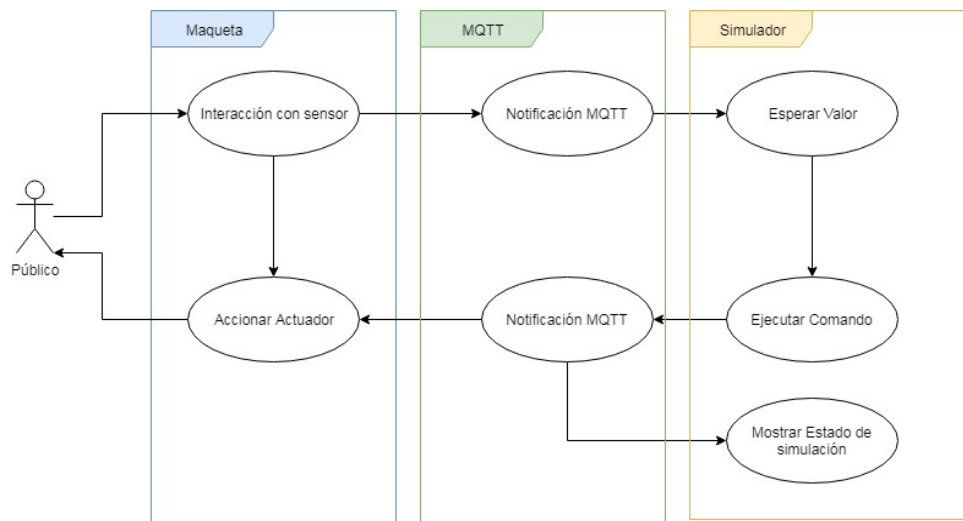 Maqueta
MQTT
Simulador
Interacción con sensor
Notificación MQTT
Esperar Valor
Público
Accionar Actuador
Notificación MQTT
Ejecutar Comando
Mostrar Estado de
simulación